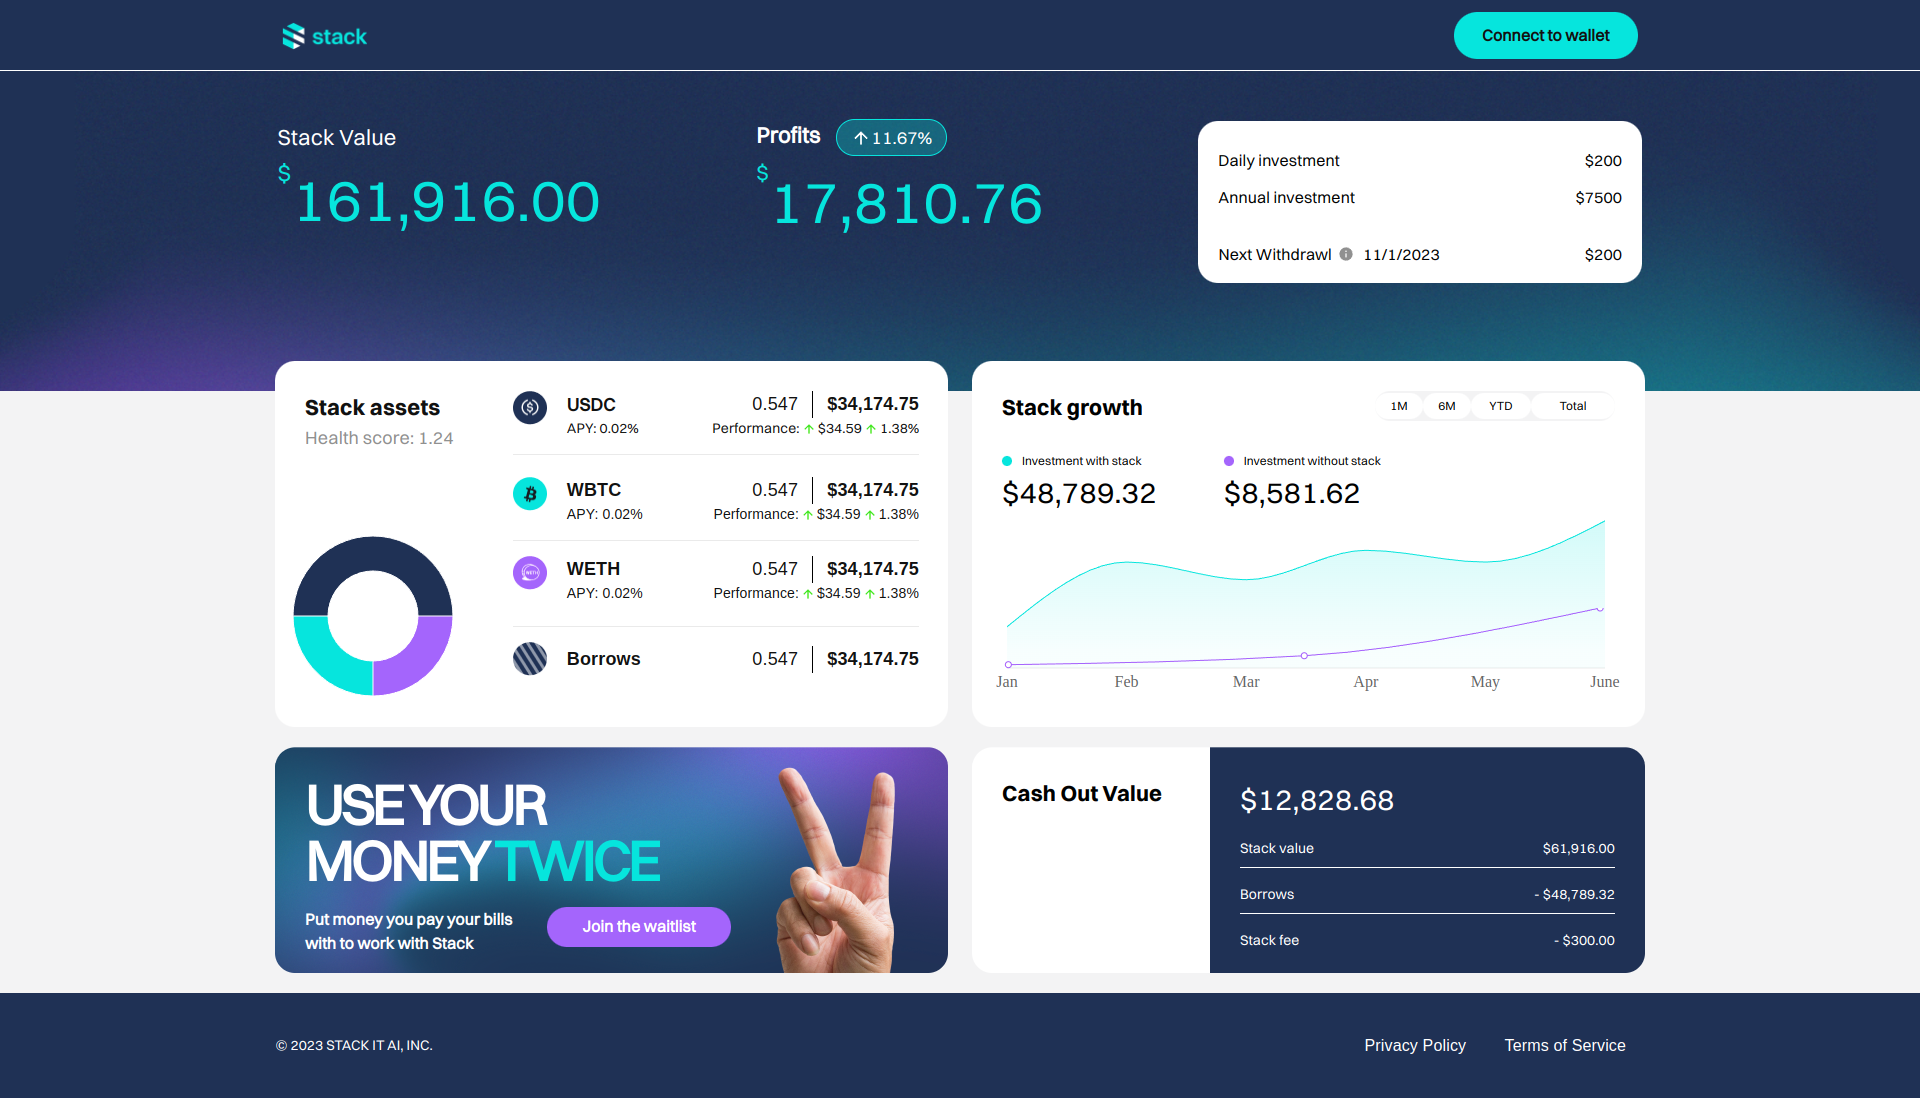 stack
Connect to wallet
Stack Value
$161,916.00
Profits
11.67%
$17,810.76
Daily investment $200
Annual investment $7500
Next Withdrawl 11/1/2023 $200
Stack assets
Health score: 1.24
USDC 0.547 $34,174.75
APY: 0.02% Performance: $34.59 1.38%
WBTC 0.547 $34,174.75
APY: 0.02% Performance: $34.59 1.38%
WETH 0.547 $34,174.75
APY: 0.02% Performance: $34.59 1.38%
Borrows 0.547 $34,174.75
Stack growth
1M 6M YTD Total
Investment with stack
$48,789.32
Investment without stack
$8,581.62
Jan Feb Mar Apr May June
USE YOUR
MONEY TWICE
Put money you pay your bills
with to work with Stack
Join the waitlist
Cash Out Value
$12,828.68
Stack value $61,916.00
Borrows - $48,789.32
Stack fee - $300.00
© 2023 STACK IT AI, INC.
Privacy Policy Terms of Service